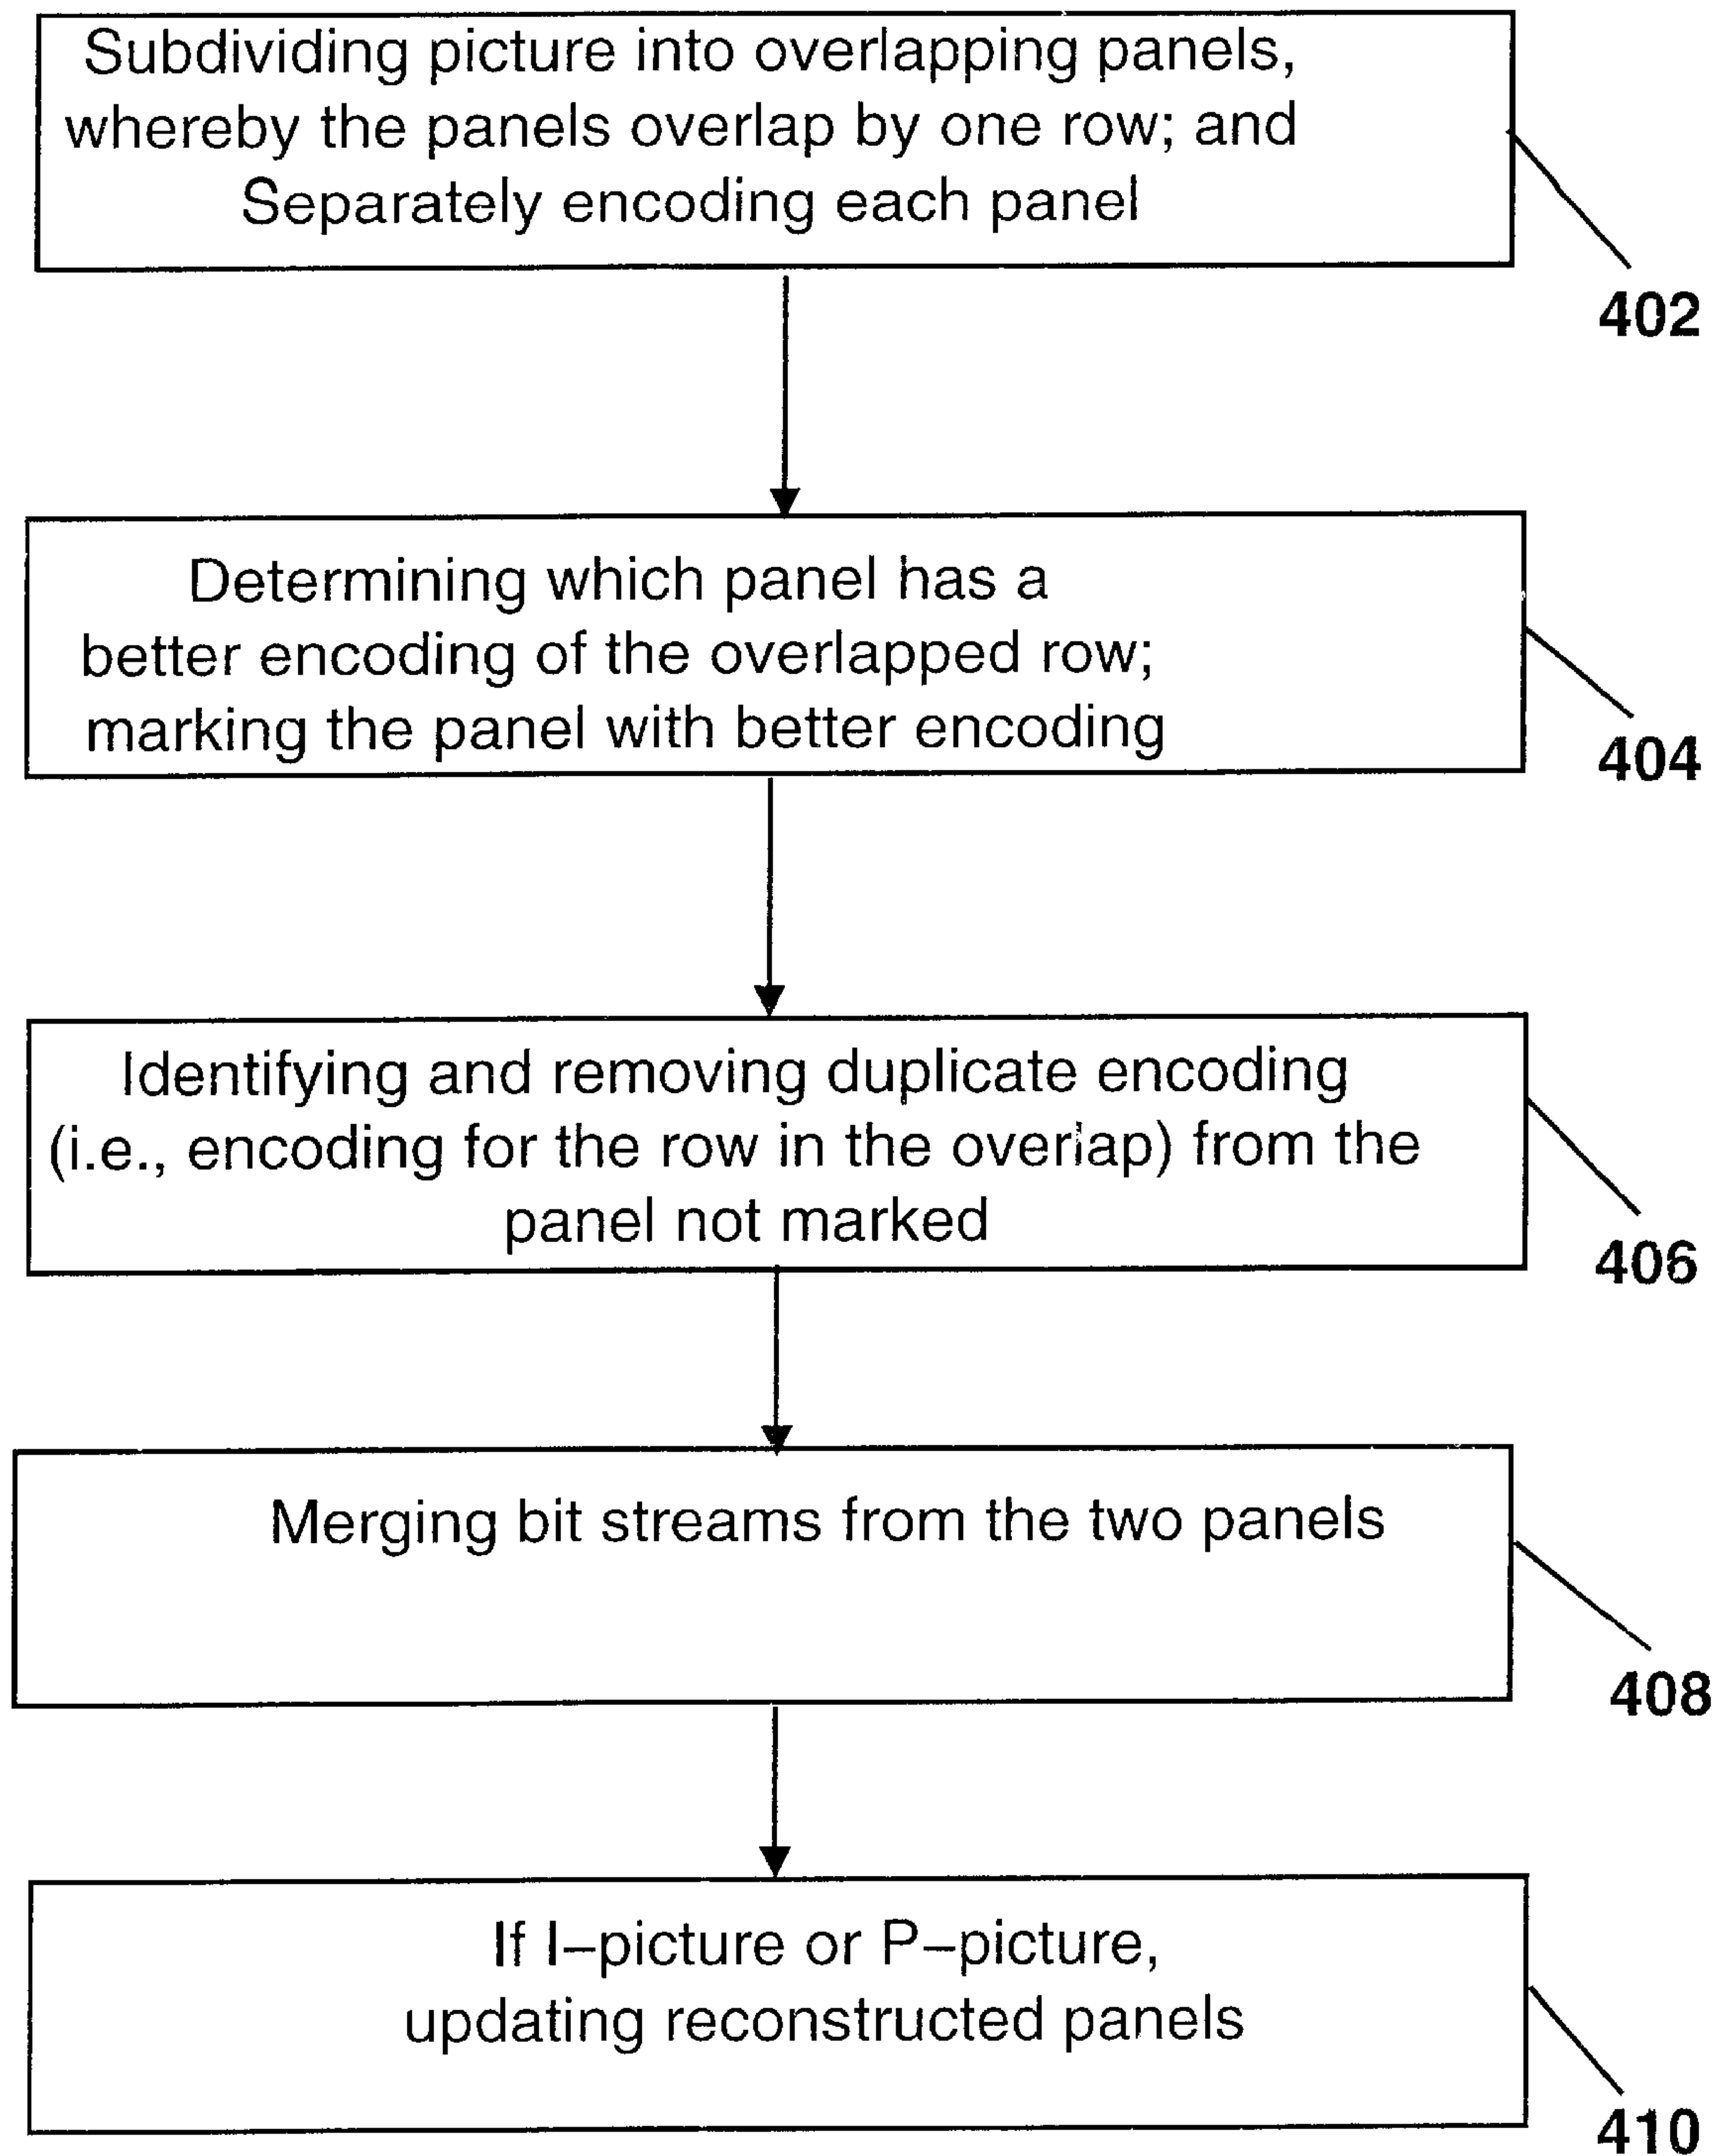 Subdividing picture into overlapping panels,
whereby the panels overlap by one row; and
Separately encoding each panel
402
Determining which panel has a
better encoding of the overlapped row;
marking the panel with better encoding
404
Identifying and removing duplicate encoding
(i.e., encoding for the row in the overlap) from the
panel not marked
406
Merging bit streams from the two panels
408
If I–picture or P–picture,
updating reconstructed panels
410